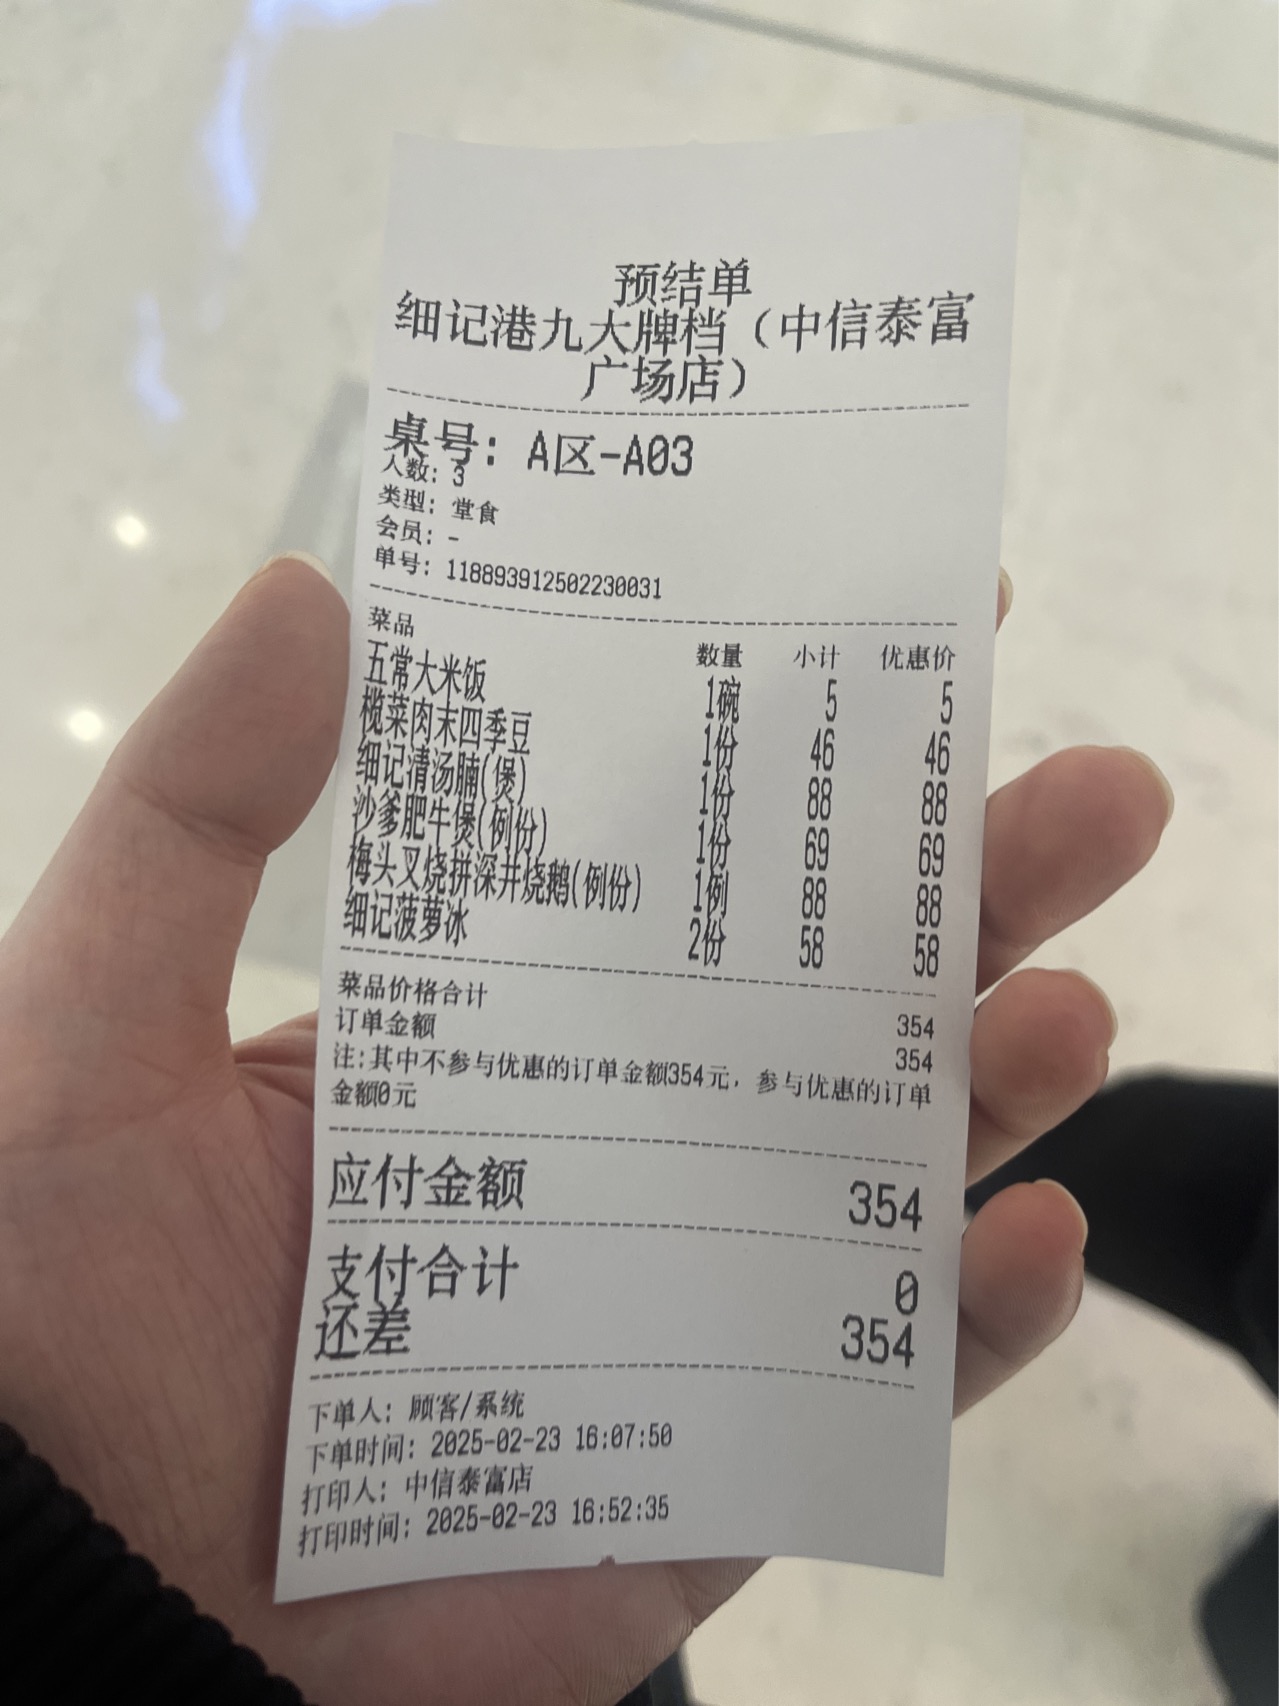 预结单
细记港九大牌档（中信泰富
广场店）
桌号：A区-A03
人数：3
类型：堂食
会员：-
单号：118893912502230031
菜品 数量 小计 优惠价
五常大米饭 1碗 5 5
榄菜肉末四季豆 1份 46 46
细记清汤腩(煲) 1份 88 88
沙爹肥牛煲(例份) 1份 69 69
梅头叉烧拼深井烧鹅(例份) 1例 88 88
细记菠萝冰 2份 58 58
菜品价格合计 354
订单金额 354
注:其中不参与优惠的订单金额354元，参与优惠的订单
金额0元
应付金额 354
支付合计 0
还差 354
下单人：顾客/系统
下单时间：2025-02-23 16:07:50
打印人：中信泰富店
打印时间：2025-02-23 16:52:35